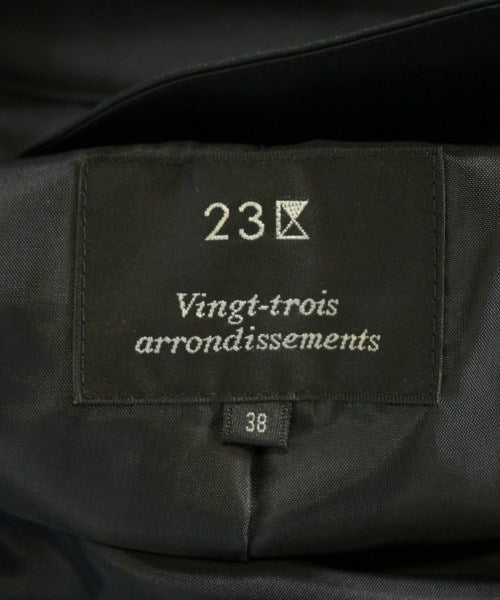 23区
Vingt-trois
arrondissements
38